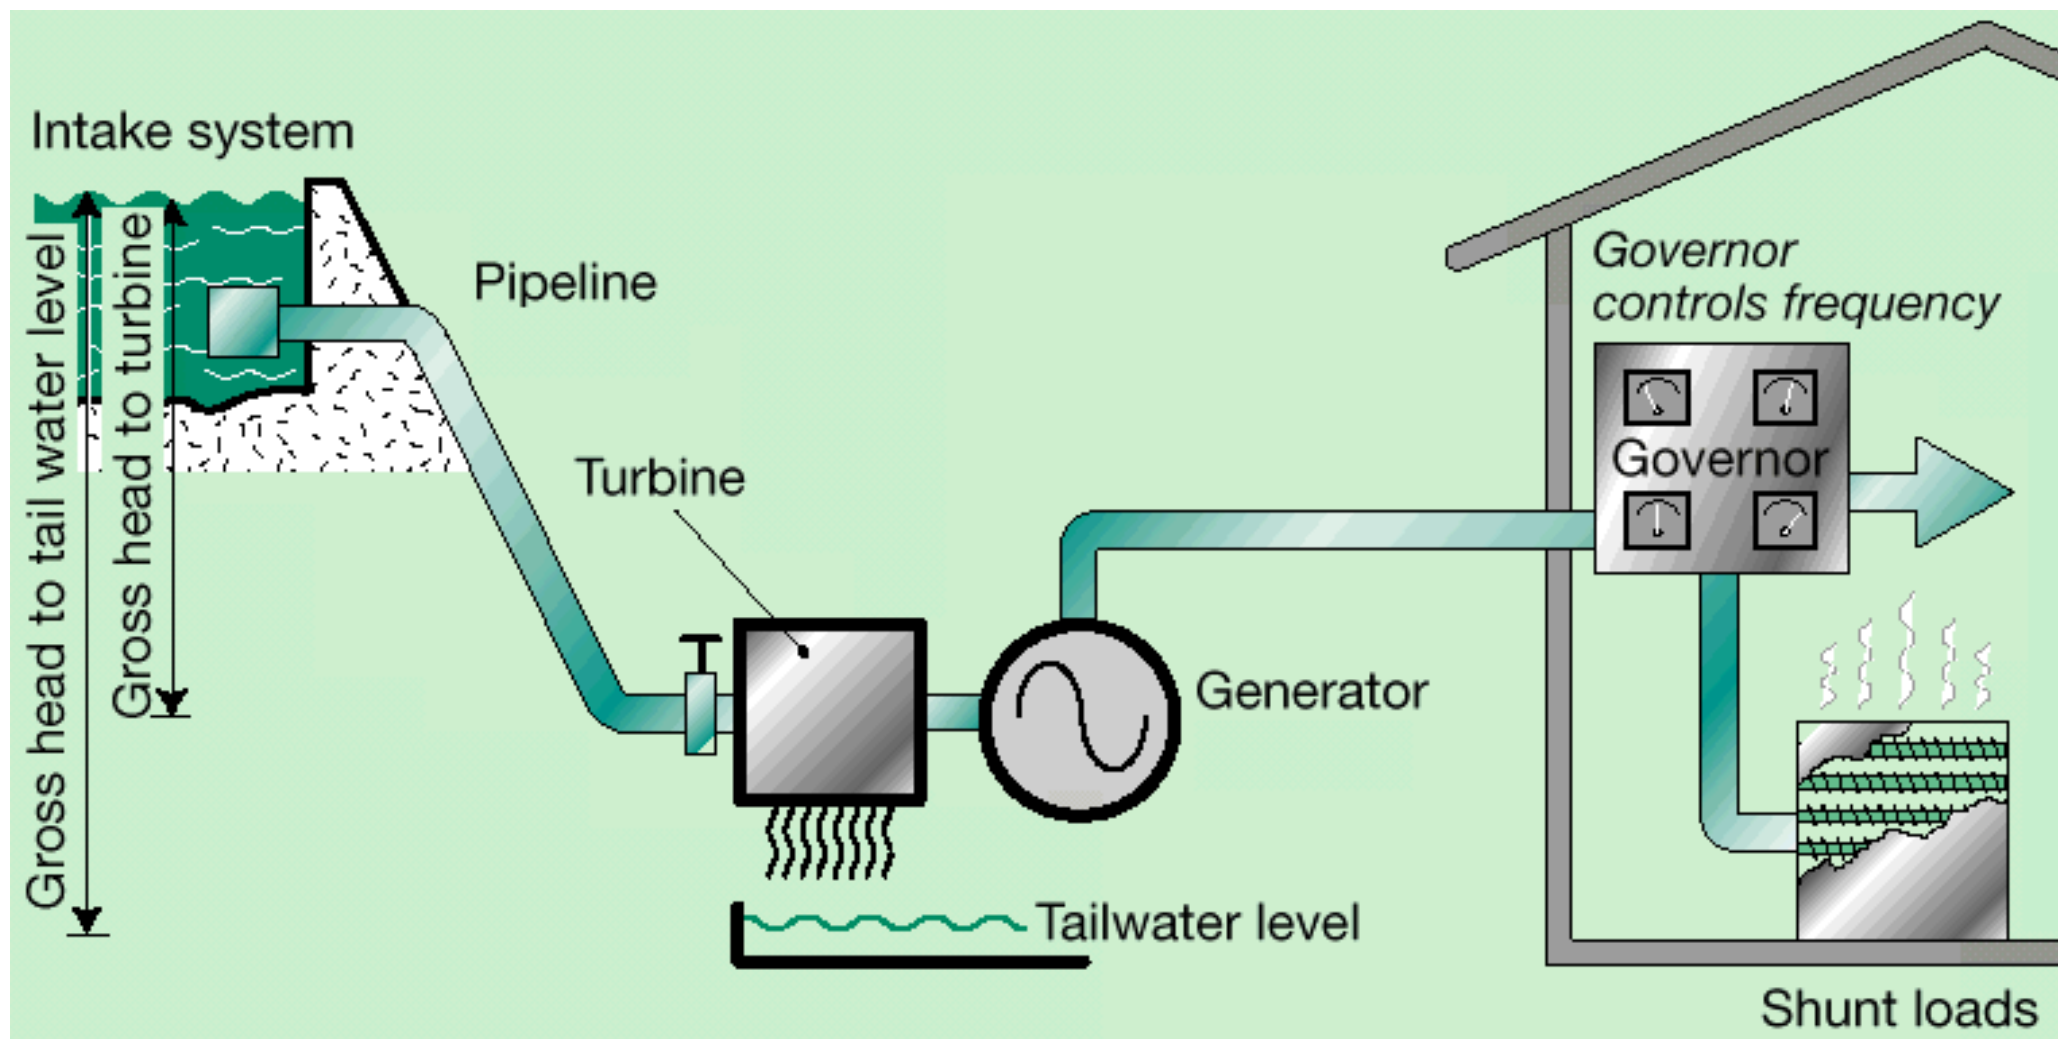 Intake system
Gross head to tail water level
Gross head to turbine
Pipeline
Turbine
Generator
Tailwater level
Governor
controls frequency
Governor
Shunt loads